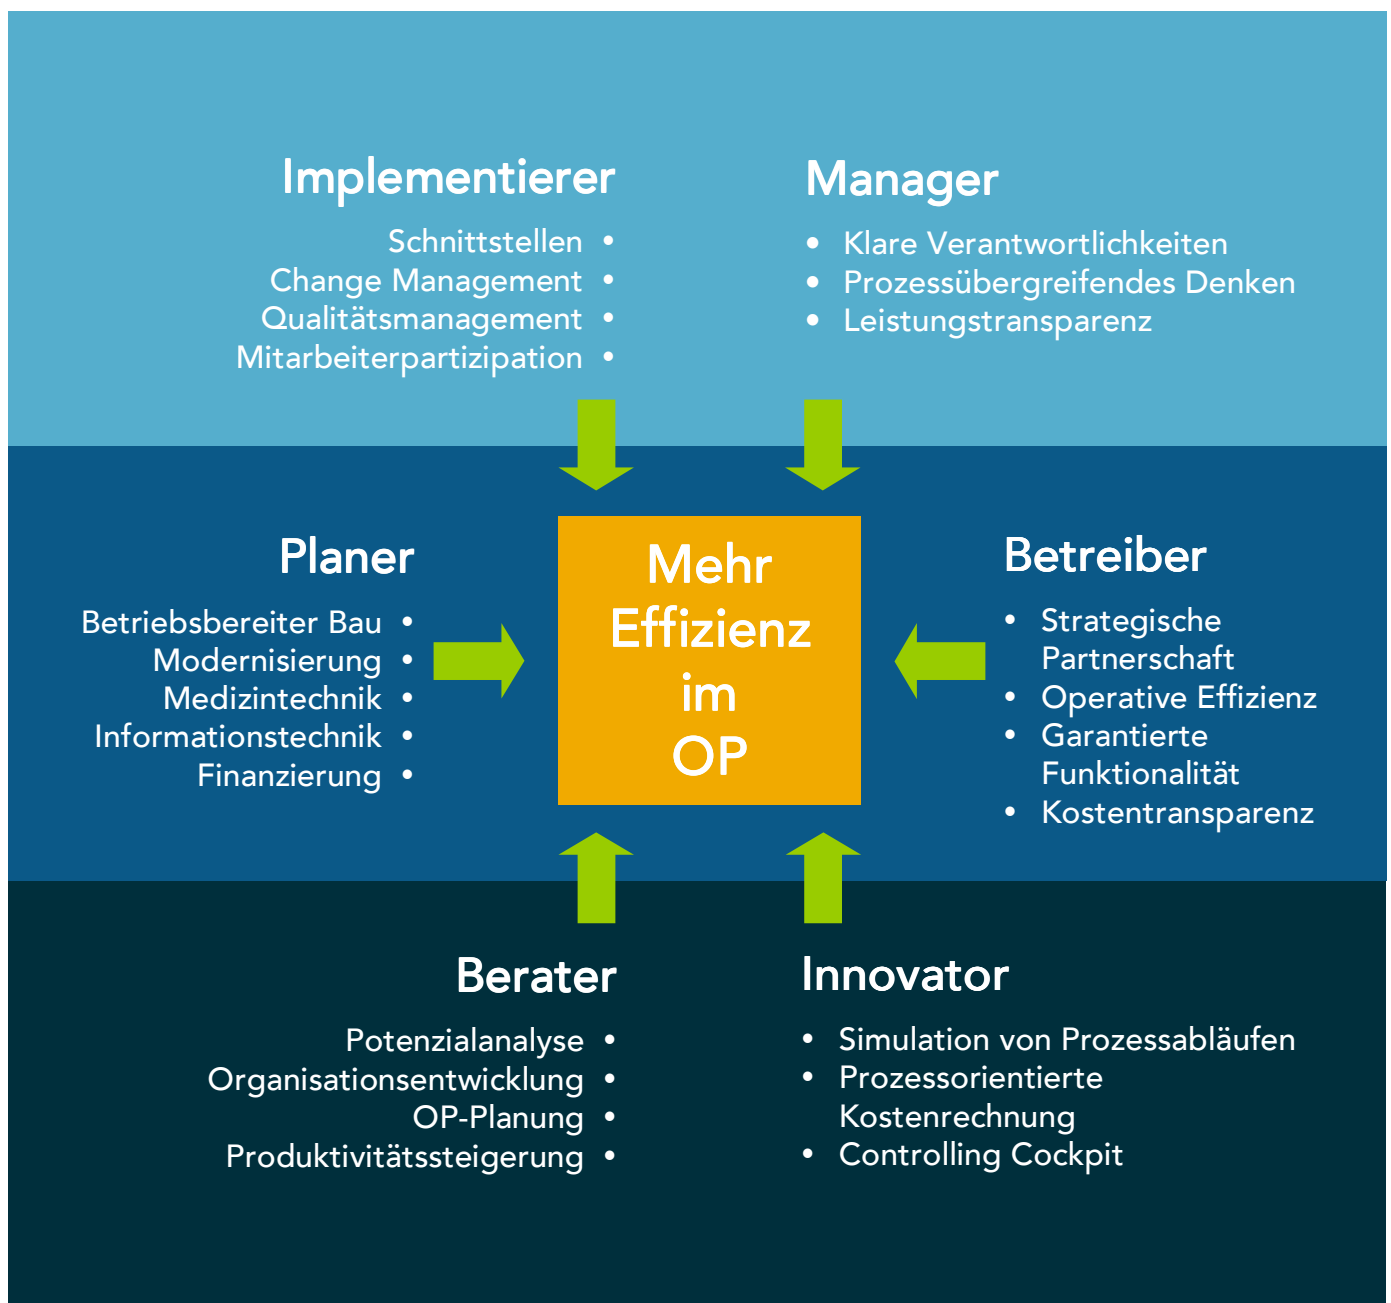 Implementierer
Schnittstellen •
Change Management •
Qualitätsmanagement •
Mitarbeiterpartizipation •
Manager
• Klare Verantwortlichkeiten
• Prozessübergreifendes Denken
• Leistungstransparenz
Planer
Betriebsbereiter Bau •
Modernisierung •
Medizintechnik •
Informationstechnik •
Finanzierung •
Mehr
Effizienz
im
OP
Betreiber
• Strategische
Partnerschaft
• Operative Effizienz
• Garantierte
Funktionalität
• Kostentransparenz
Berater
Potenzialanalyse •
Organisationsentwicklung •
OP-Planung •
Produktivitätssteigerung •
Innovator
• Simulation von Prozessabläufen
• Prozessorientierte
Kostenrechnung
• Controlling Cockpit